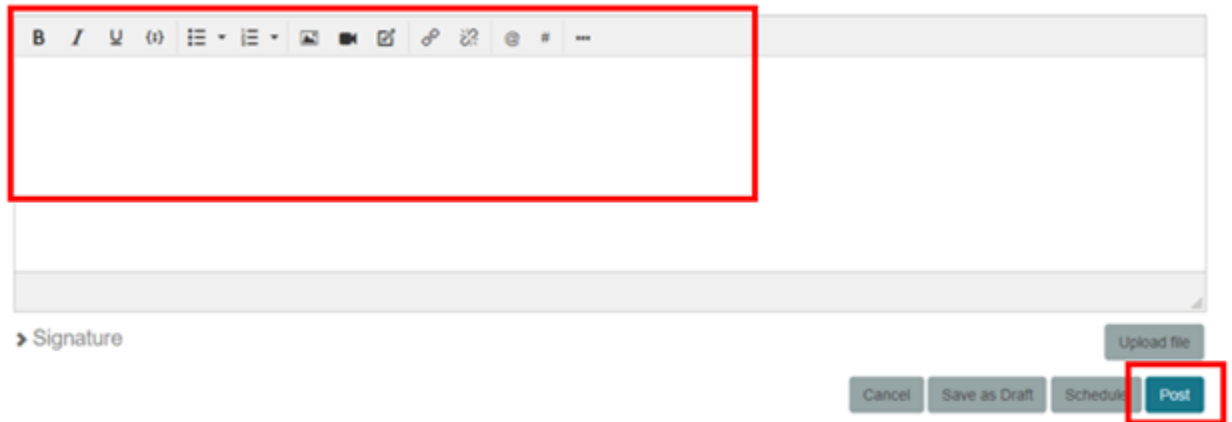 B I U {;} @ # ...
Signature
Upload file
Cancel Save as Draft Schedule Post